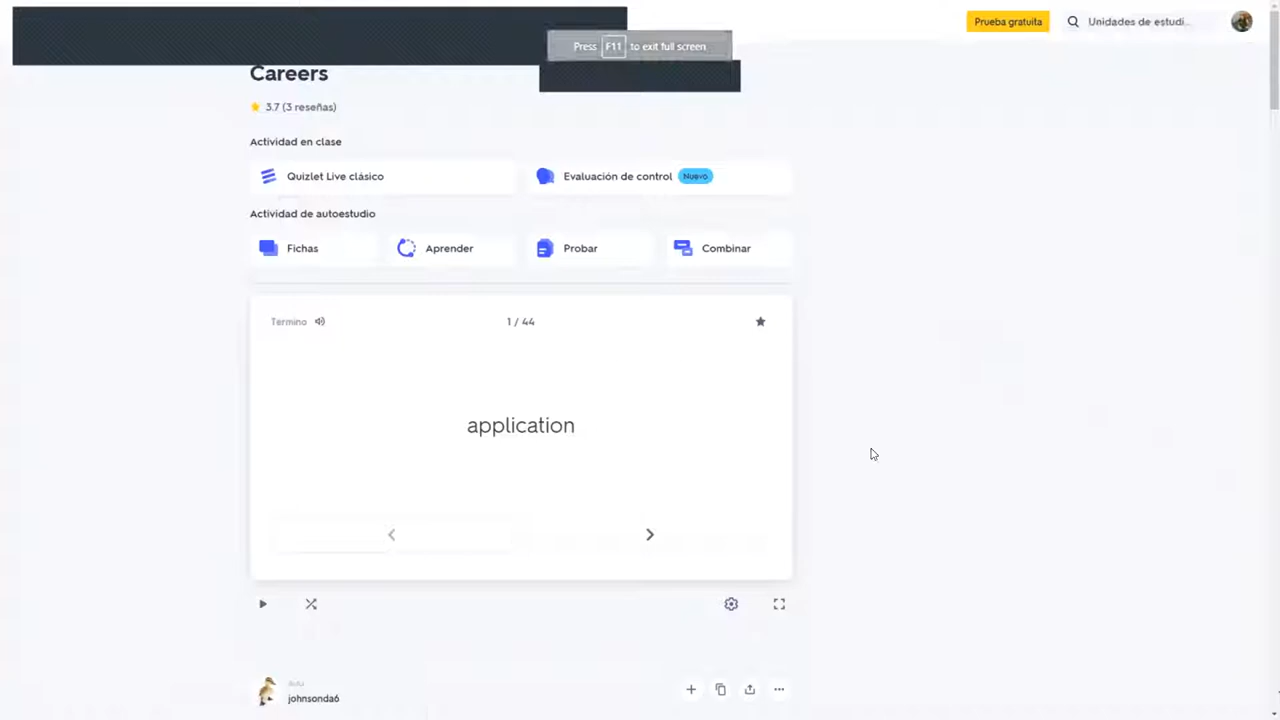 Prueba gratuita
Unidades de estudi...
Press F11 to exit full screen
Careers
3.7 (3 reseñas)
Actividad en clase
Quizlet Live clásico
Evaluación de control Nuevo
Actividad de autoestudio
Fichas
Aprender
Probar
Combinar
Término
1 / 44
application
johnsonda6